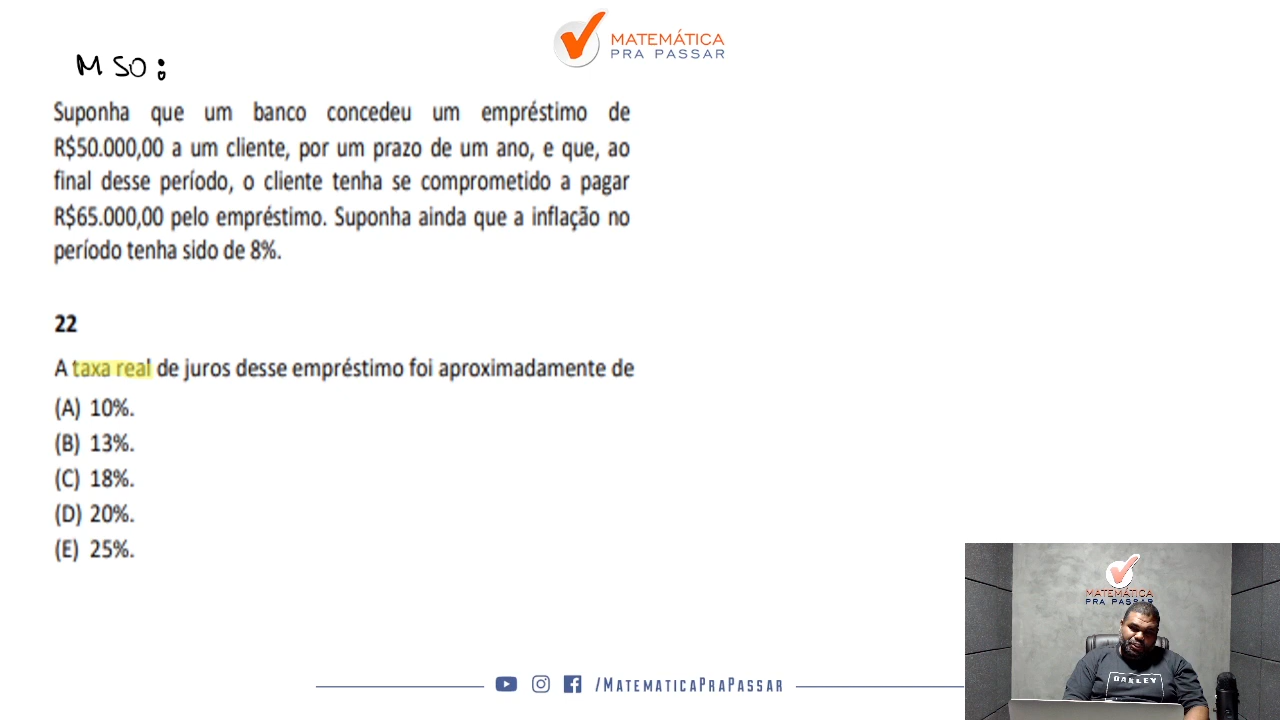 MATEMÁTICA
PRA PASSAR
M SO:
Suponha que um banco concedeu um empréstimo de
R$50.000,00 a um cliente, por um prazo de um ano, e que, ao
final desse período, o cliente tenha se comprometido a pagar
R$65.000,00 pelo empréstimo. Suponha ainda que a inflação no
período tenha sido de 8%.
22
A taxa real de juros desse empréstimo foi aproximadamente de
(A) 10%.
(B) 13%.
(C) 18%.
(D) 20%.
(E) 25%.
MATEMÁTICA
PRA PASSAR
OAKLEY
/MATEMATICAPRAPASSAR